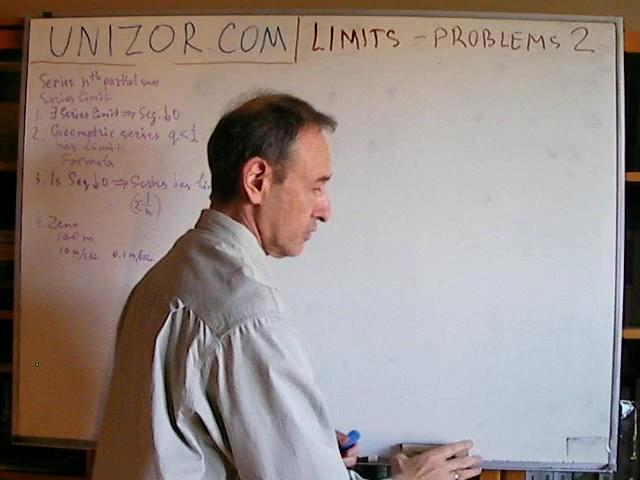 UNIZOR.COM | LIMITS - PROBLEMS 2
Series nth partial sum
Series limit
1. ∃ Series limit ⇒ Seq.↓0
2. Geometric series q<1
has limit
Formula
3. Is Seq↓0 ⇒ Series has li
(Σ 1/n)
4. Zeno
100 m
10 m/sec 0.1 m/sec